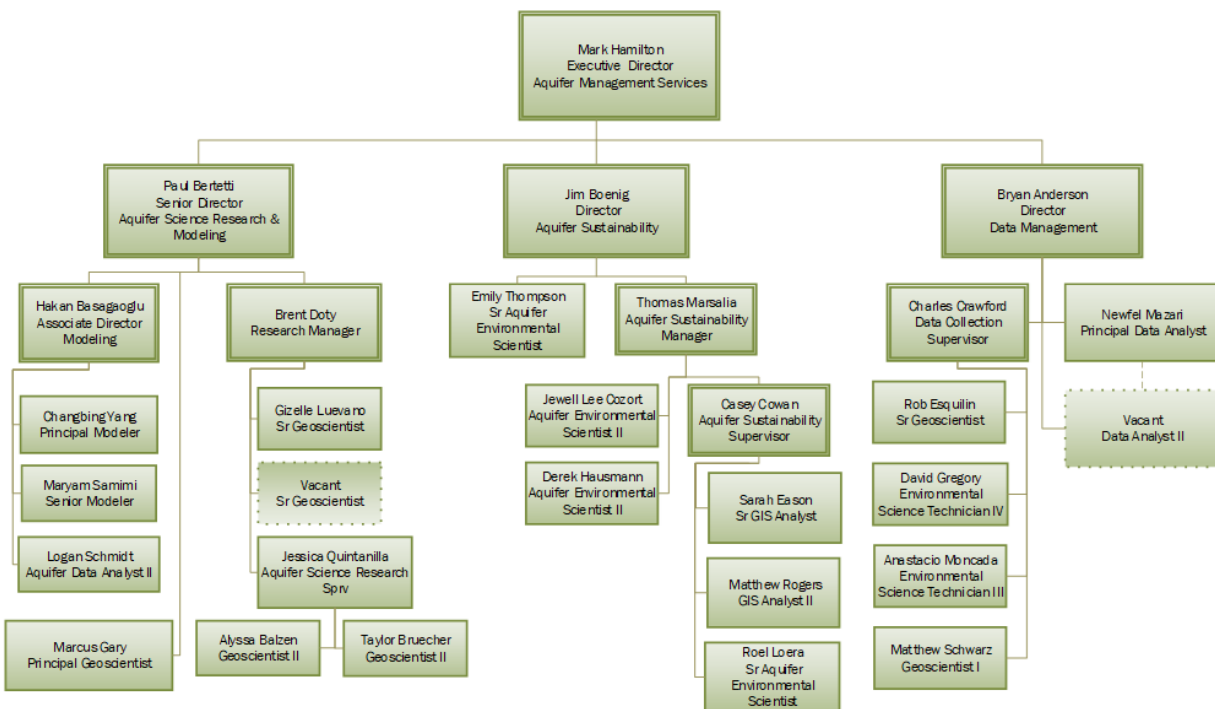 Mark Hamilton
Executive Director
Aquifer Management Services
Paul Bertetti
Senior Director
Aquifer Science Research &
Modeling
Jim Boenig
Director
Aquifer Sustainability
Bryan Anderson
Director
Data Management
Hakan Basagaoglu
Associate Director
Modeling
Brent Doty
Research Manager
Emily Thompson
Sr Aquifer
Environmental
Scientist
Thomas Marsalia
Aquifer Sustainability
Manager
Charles Crawford
Data Collection
Supervisor
Newfel Mazari
Principal Data Analyst
Changbing Yang
Principal Modeler
Maryam Samimi
Senior Modeler
Logan Schmidt
Aquifer Data Analyst II
Marcus Gary
Principal Geoscientist
Gizelle Luevano
Sr Geoscientist
Vacant
Sr Geoscientist
Jessica Quintanilla
Aquifer Science Research
Sprv
Alyssa Balzen
Geoscientist II
Taylor Bruecher
Geoscientist II
Jewell Lee Cozort
Aquifer Environmental
Scientist II
Derek Hausmann
Aquifer Environmental
Scientist II
Casey Cowan
Aquifer Sustainability
Supervisor
Sarah Eason
Sr GIS Analyst
Matthew Rogers
GIS Analyst II
Roel Loera
Sr Aquifer
Environmental
Scientist
Rob Esquilin
Sr Geoscientist
David Gregory
Environmental
Science Technician IV
Anastacio Moncada
Environmental
Science Technician III
Matthew Schwarz
Geoscientist I
Vacant
Data Analyst II